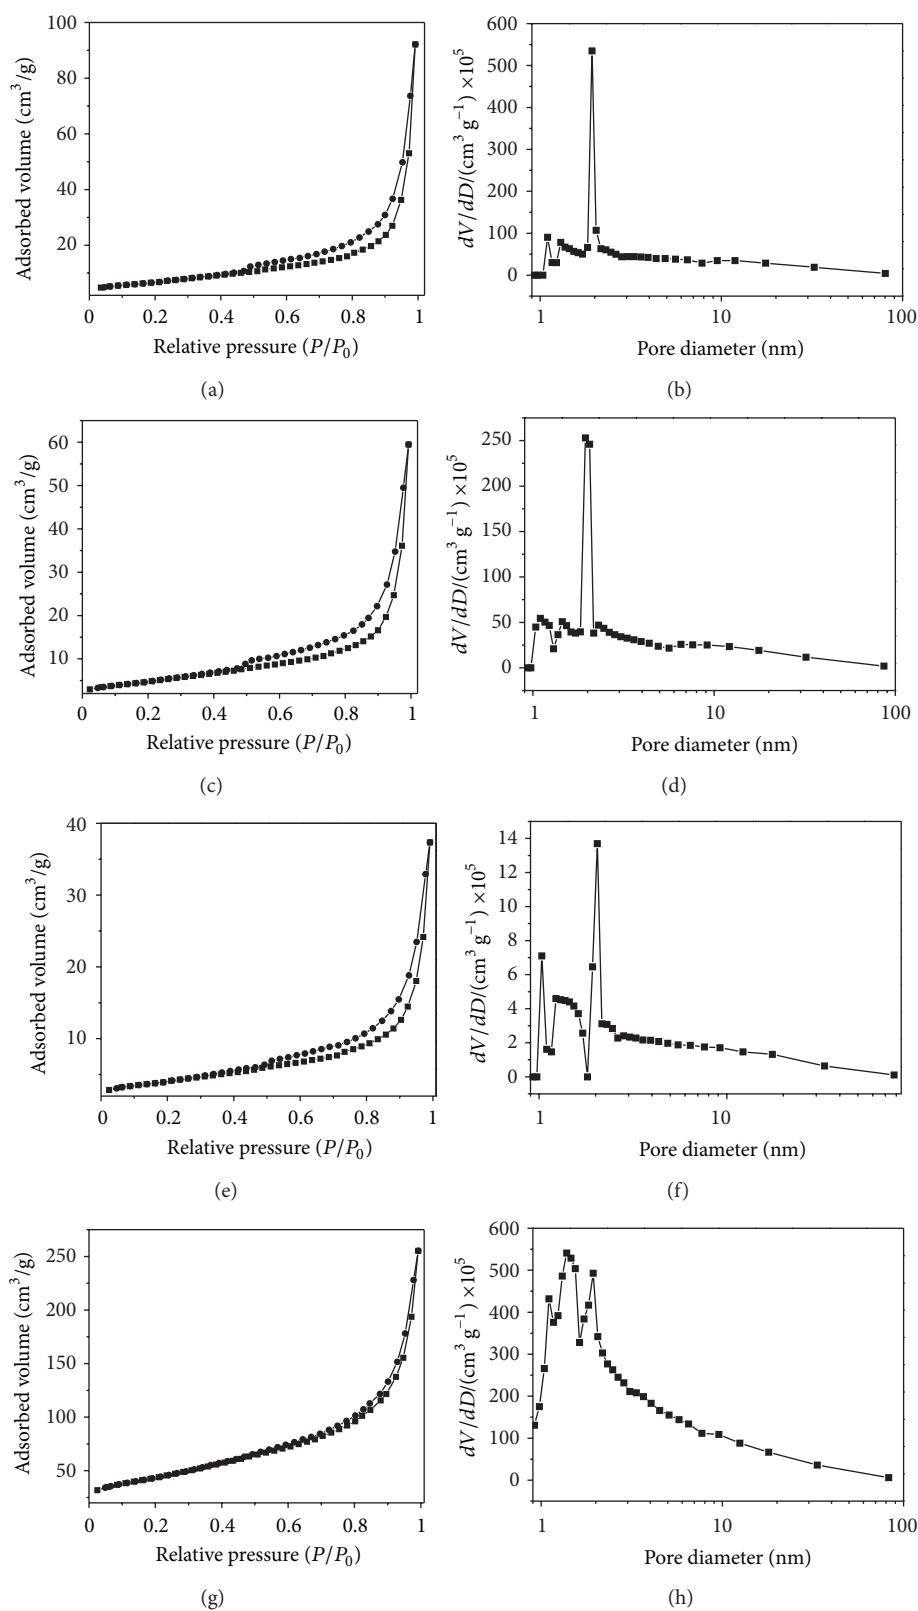 100
80
60
40
20
0 0.2 0.4 0.6 0.8 1
Adsorbed volume (cm³/g)
Relative pressure (P/P₀)
(a)
600
500
400
300
200
100
0
1 10 100
dV/dD/(cm³ g⁻¹) ×10⁵
Pore diameter (nm)
(b)
60
50
40
30
20
10
0 0.2 0.4 0.6 0.8 1
Adsorbed volume (cm³/g)
Relative pressure (P/P₀)
(c)
250
200
150
100
50
0
1 10 100
dV/dD/(cm³ g⁻¹) ×10⁵
Pore diameter (nm)
(d)
40
30
20
10
0 0.2 0.4 0.6 0.8 1
Adsorbed volume (cm³/g)
Relative pressure (P/P₀)
(e)
14
12
10
8
6
4
2
0
1 10
dV/dD/(cm³ g⁻¹) ×10⁵
Pore diameter (nm)
(f)
250
200
150
100
50
0 0.2 0.4 0.6 0.8 1
Adsorbed volume (cm³/g)
Relative pressure (P/P₀)
(g)
600
500
400
300
200
100
0
1 10 100
dV/dD/(cm³ g⁻¹) ×10⁵
Pore diameter (nm)
(h)